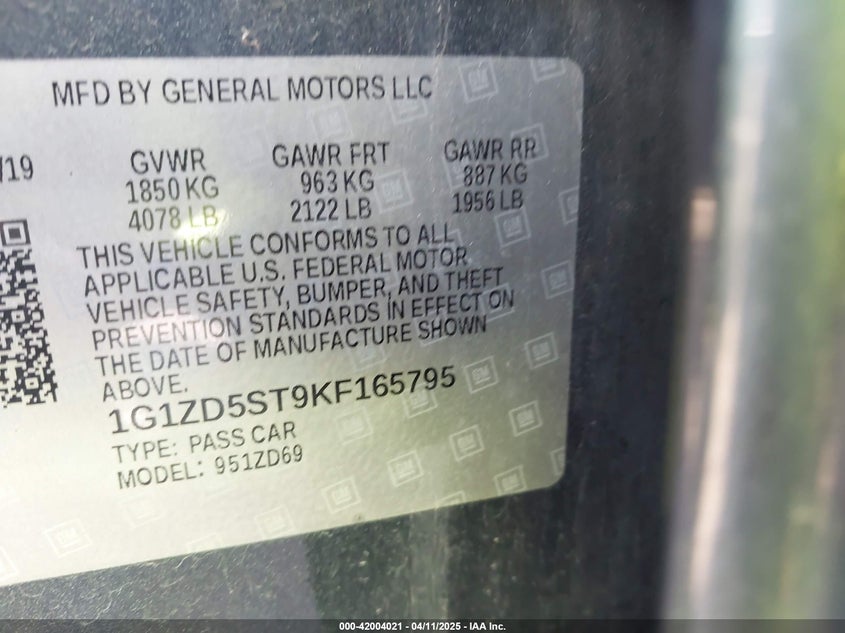 MFD BY GENERAL MOTORS LLC
/19 GVWR GAWR FRT GAWR RR
1850 KG 963 KG 887 KG
4078 LB 2122 LB 1956 LB
THIS VEHICLE CONFORMS TO ALL
APPLICABLE U.S. FEDERAL MOTOR
VEHICLE SAFETY, BUMPER, AND THEFT
PREVENTION STANDARDS IN EFFECT ON
THE DATE OF MANUFACTURE SHOWN
ABOVE.
1G1ZD5ST9KF165795
TYPE: PASS CAR
MODEL: 951ZD69
000-42004021 04/11/2025 - IAA Inc.